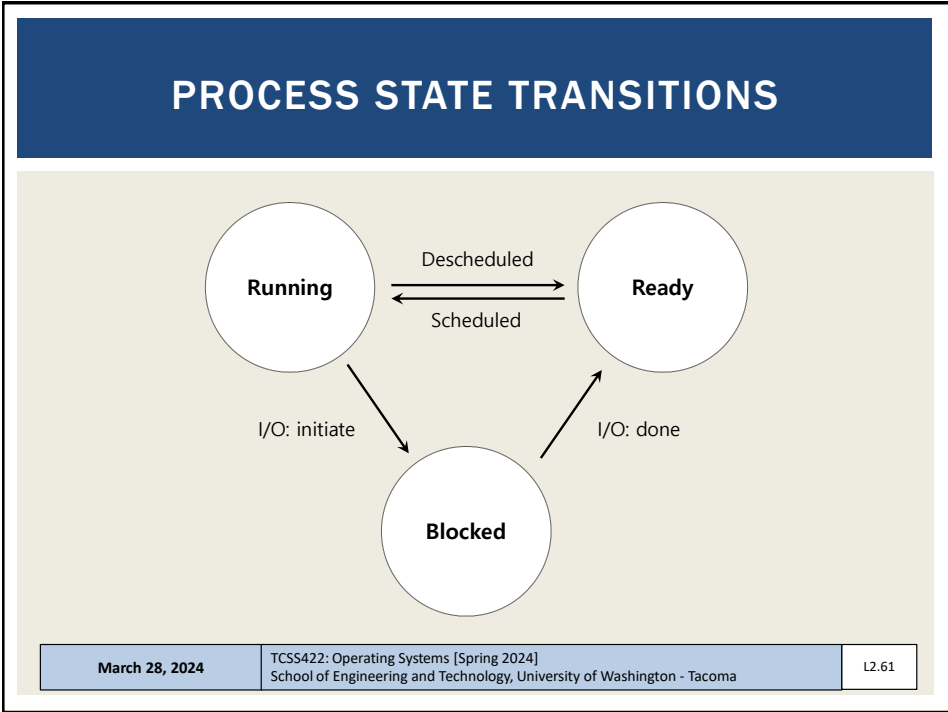 PROCESS STATE TRANSITIONS
Running
Descheduled
Ready
Scheduled
I/O: initiate
I/O: done
Blocked
March 28, 2024
TCSS422: Operating Systems [Spring 2024]
School of Engineering and Technology, University of Washington - Tacoma
L2.61